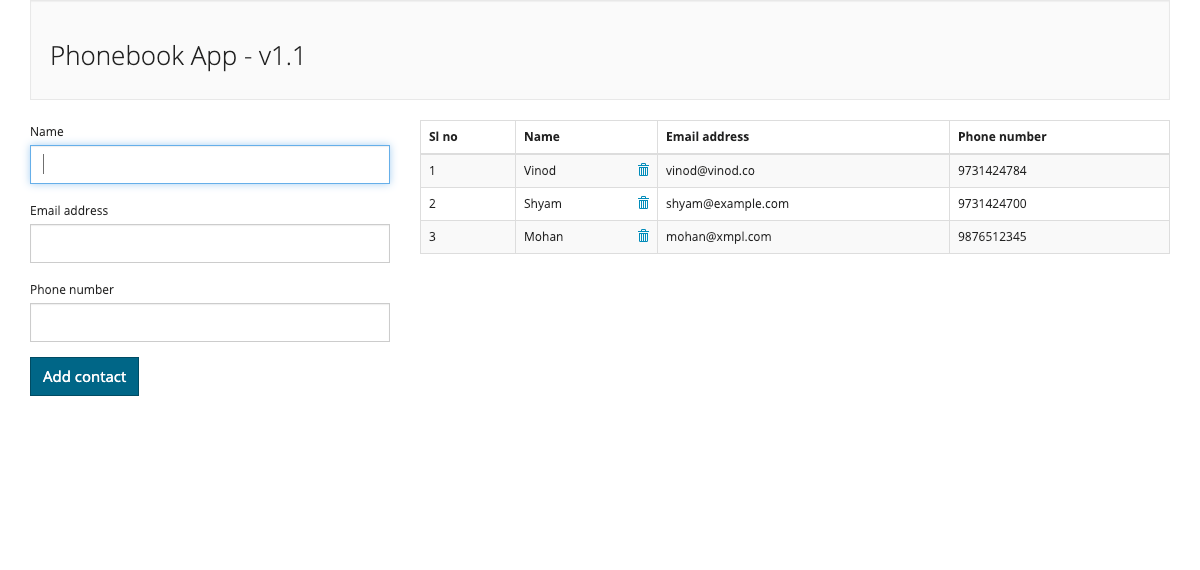 Phonebook App - v1.1
Name
Email address
Phone number
Add contact
Sl no Name Email address Phone number
1 Vinod vinod@vinod.co 9731424784
2 Shyam shyam@example.com 9731424700
3 Mohan mohan@xmpl.com 9876512345